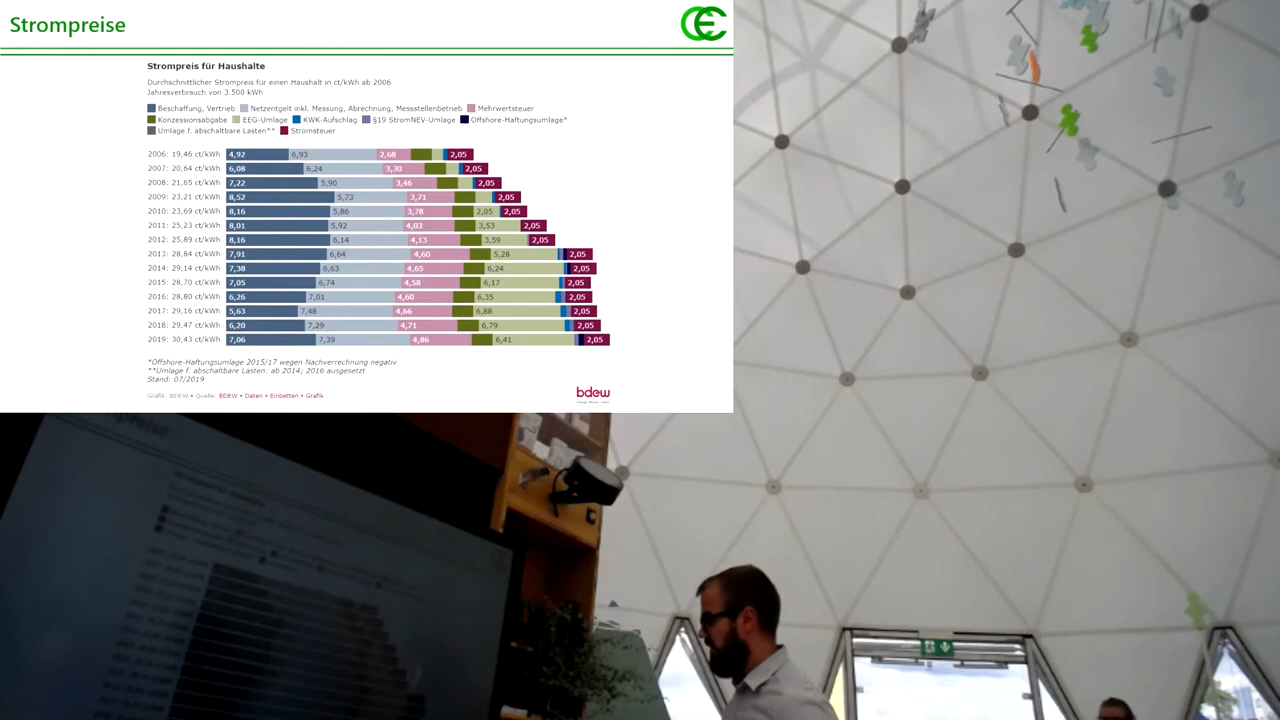 Strompreise
CE
Strompreis für Haushalte
Durchschnittlicher Strompreis für einen Haushalt in ct/kWh ab 2006
Jahresverbrauch von 3.500 kWh
Beschaffung, Vertrieb Netzentgelt inkl. Messung, Abrechnung, Messstellenbetrieb Mehrwertsteuer
Konzessionsabgabe EEG-Umlage KWK-Aufschlag §19 StromNEV-Umlage Offshore-Haftungsumlage*
Umlage f. abschaltbare Lasten** Stromsteuer
2006: 19,46 ct/kWh 4,92 6,93 2,68 2,05
2007: 20,64 ct/kWh 6,08 6,24 3,30 2,05
2008: 21,65 ct/kWh 7,22 5,90 3,46 2,05
2009: 23,21 ct/kWh 8,52 5,73 3,71 2,05
2010: 23,69 ct/kWh 8,16 5,86 3,78 2,05 2,05
2011: 25,23 ct/kWh 8,01 5,92 4,03 3,53 2,05
2012: 25,89 ct/kWh 8,16 6,14 4,13 3,59 2,05
2013: 28,84 ct/kWh 7,91 6,64 4,60 5,28 2,05
2014: 29,14 ct/kWh 7,38 6,63 4,65 6,24 2,05
2015: 28,70 ct/kWh 7,05 6,74 4,58 6,17 2,05
2016: 28,80 ct/kWh 6,26 7,01 4,60 6,35 2,05
2017: 29,16 ct/kWh 5,63 7,48 4,66 6,88 2,05
2018: 29,47 ct/kWh 6,20 7,29 4,71 6,79 2,05
2019: 30,43 ct/kWh 7,06 7,39 4,86 6,41 2,05
*Offshore-Haftungsumlage 2015/17 wegen Nachverrechnung negativ
**Umlage f. abschaltbare Lasten: ab 2014; 2016 ausgesetzt
Stand: 07/2019
Grafik: BDEW • Quelle: BDEW • Daten • Einbetten • Grafik
bdew